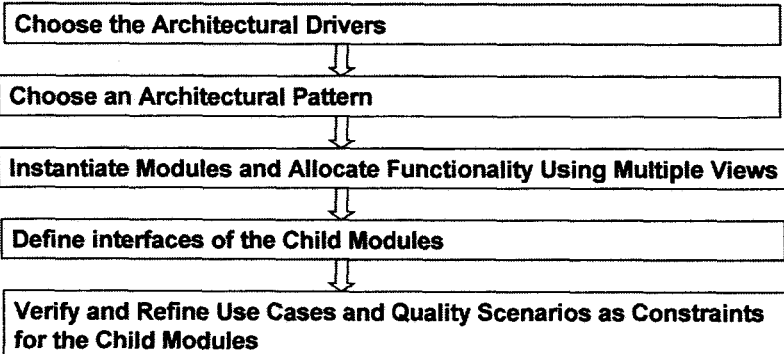 Choose the Architectural Drivers
Choose an Architectural Pattern
Instantiate Modules and Allocate Functionality Using Multiple Views
Define interfaces of the Child Modules
Verify and Refine Use Cases and Quality Scenarios as Constraints
for the Child Modules